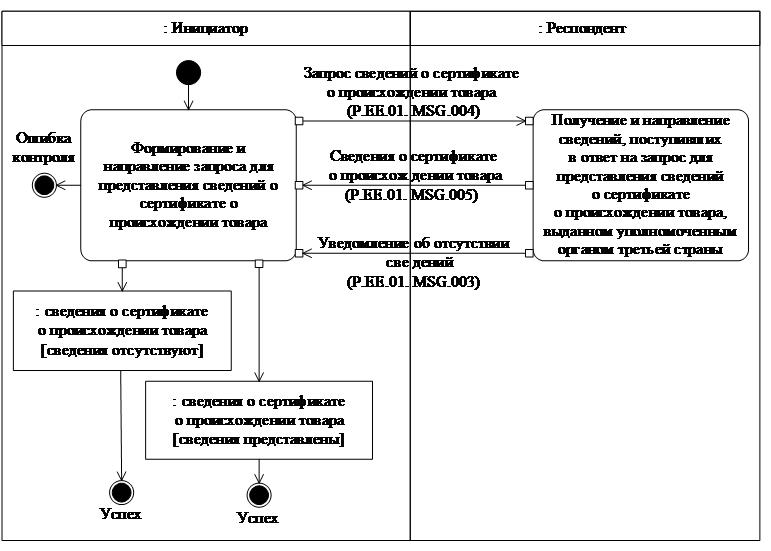 : Инициатор
: Респондент
Запрос сведений о сертификате
о происхождении товара
(P.EE.01. MSG.004)
Ошибка
контроля
Формирование и
направление запроса для
представления сведений о
сертификате о
происхождении товара
Сведения о сертификате
о происхождении товара
(P.EE.01. MSG.005)
Уведомление об отсутствии
сведений
(P.EE.01. MSG.003)
Получение и направление
сведений, поступивших
в ответ на запрос для
представления сведений
о сертификате
о происхождении товара,
выданном уполномоченным
органом третьей страны
: сведения о сертификате
о происхождении товара
[сведения отсутствуют]
: сведения о сертификате
о происхождении товара
[сведения представлены]
Успех
Успех